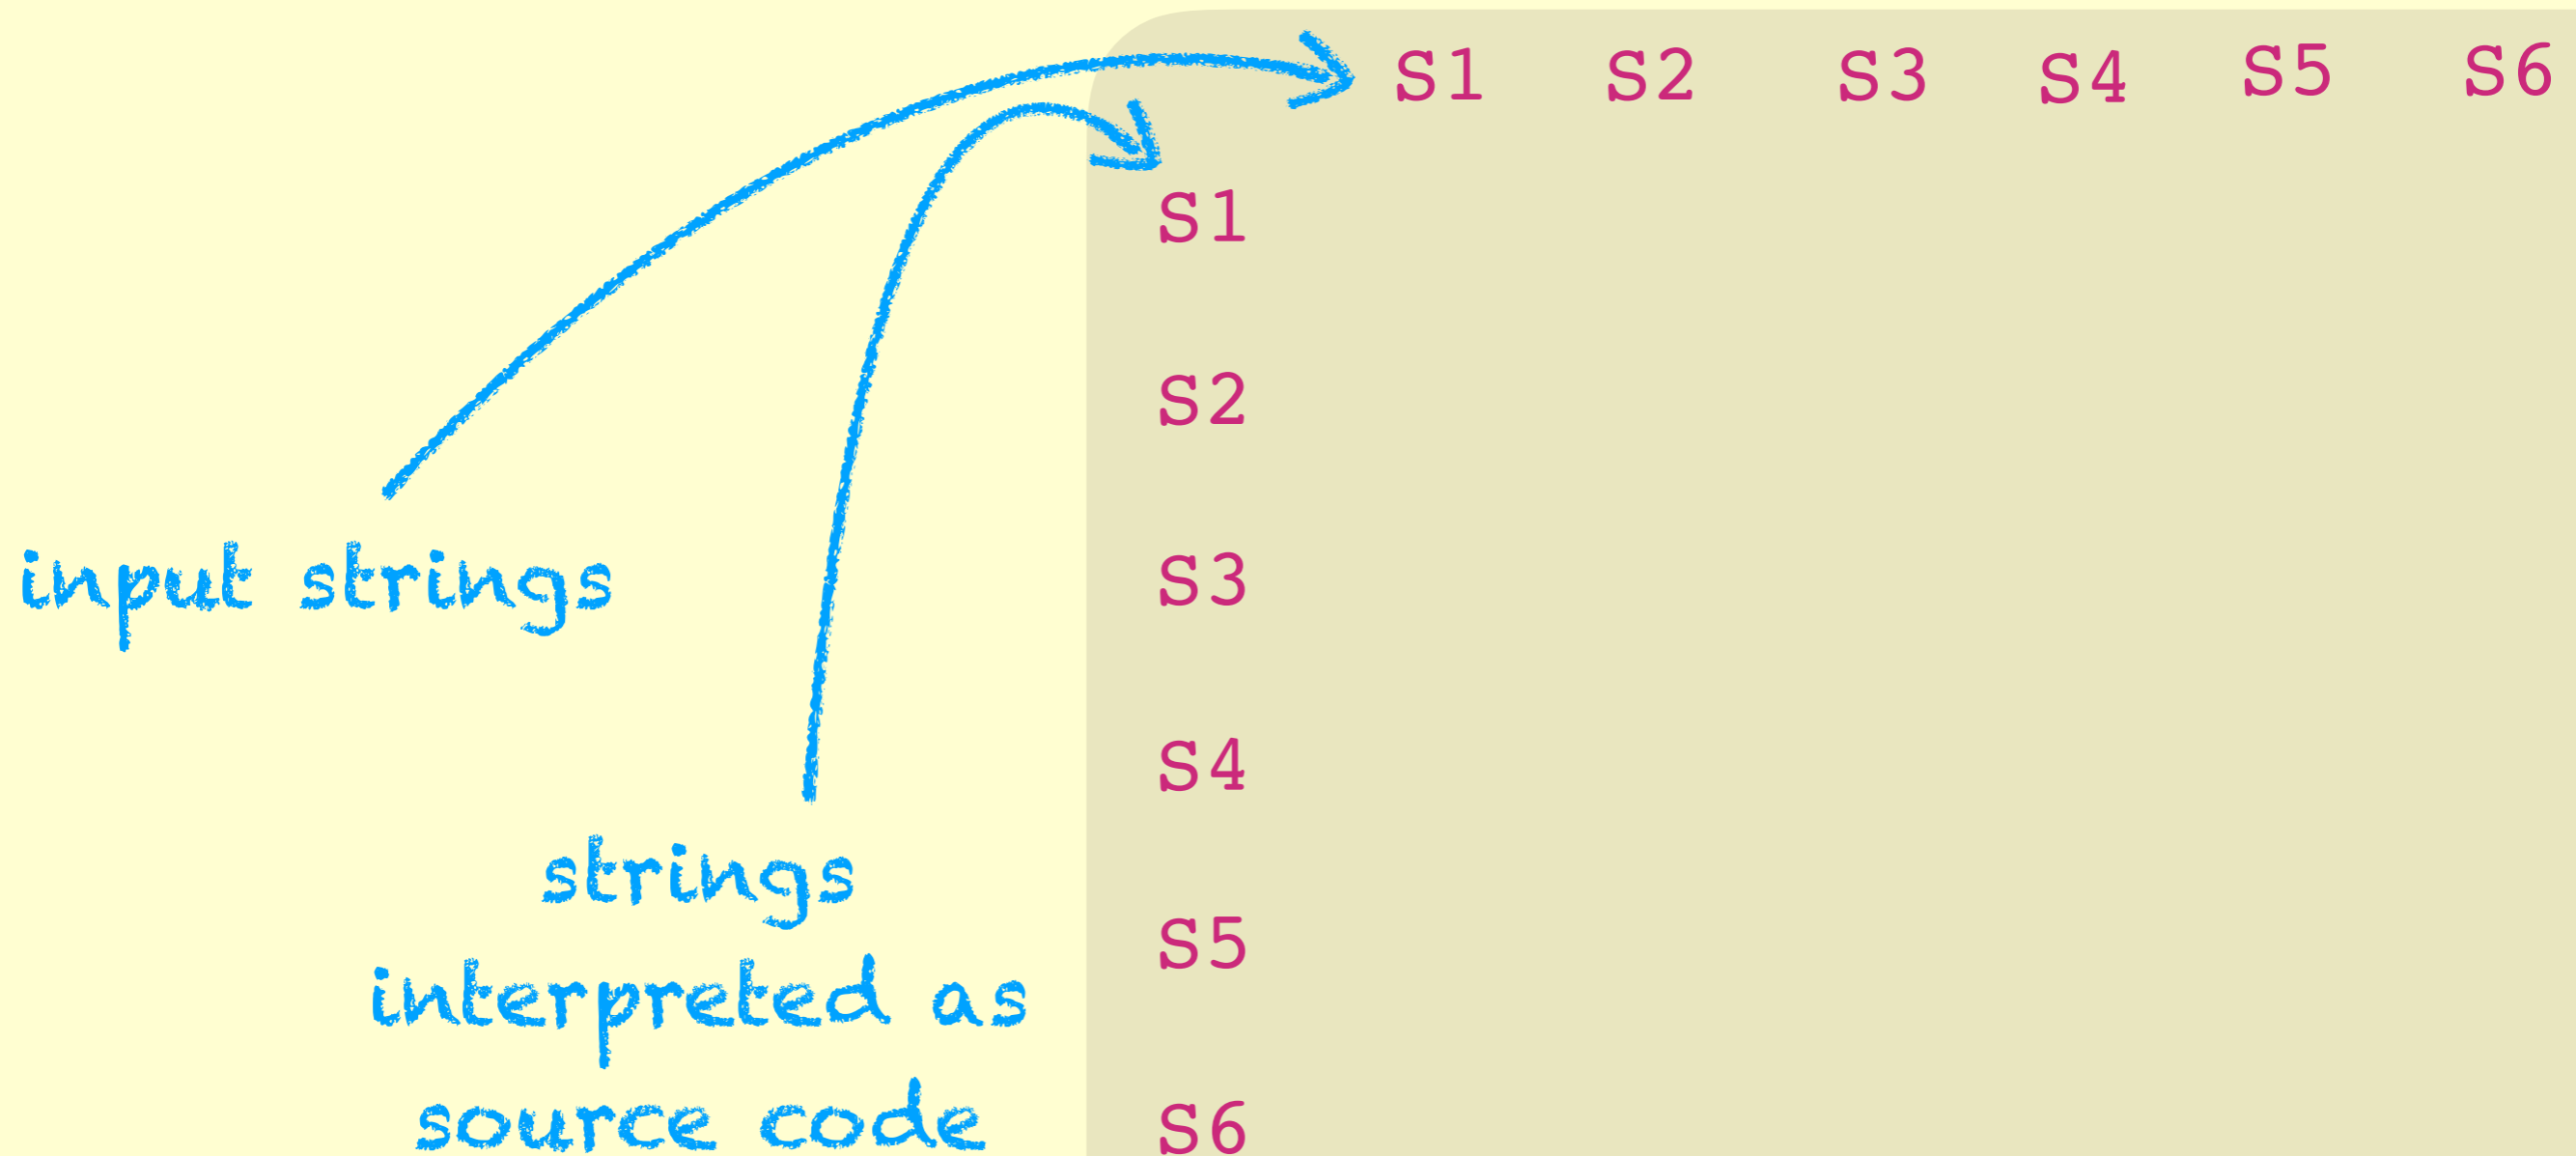 S1 S2 S3 S4 S5 S6
S1
S2
S3
input strings
S4
strings
interpreted as
source code
S5
S6